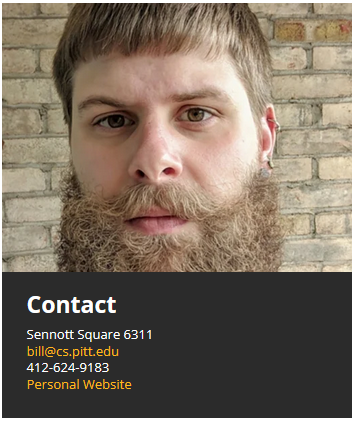 Contact
Sennott Square 6311
bill@cs.pitt.edu
412-624-9183
Personal Website